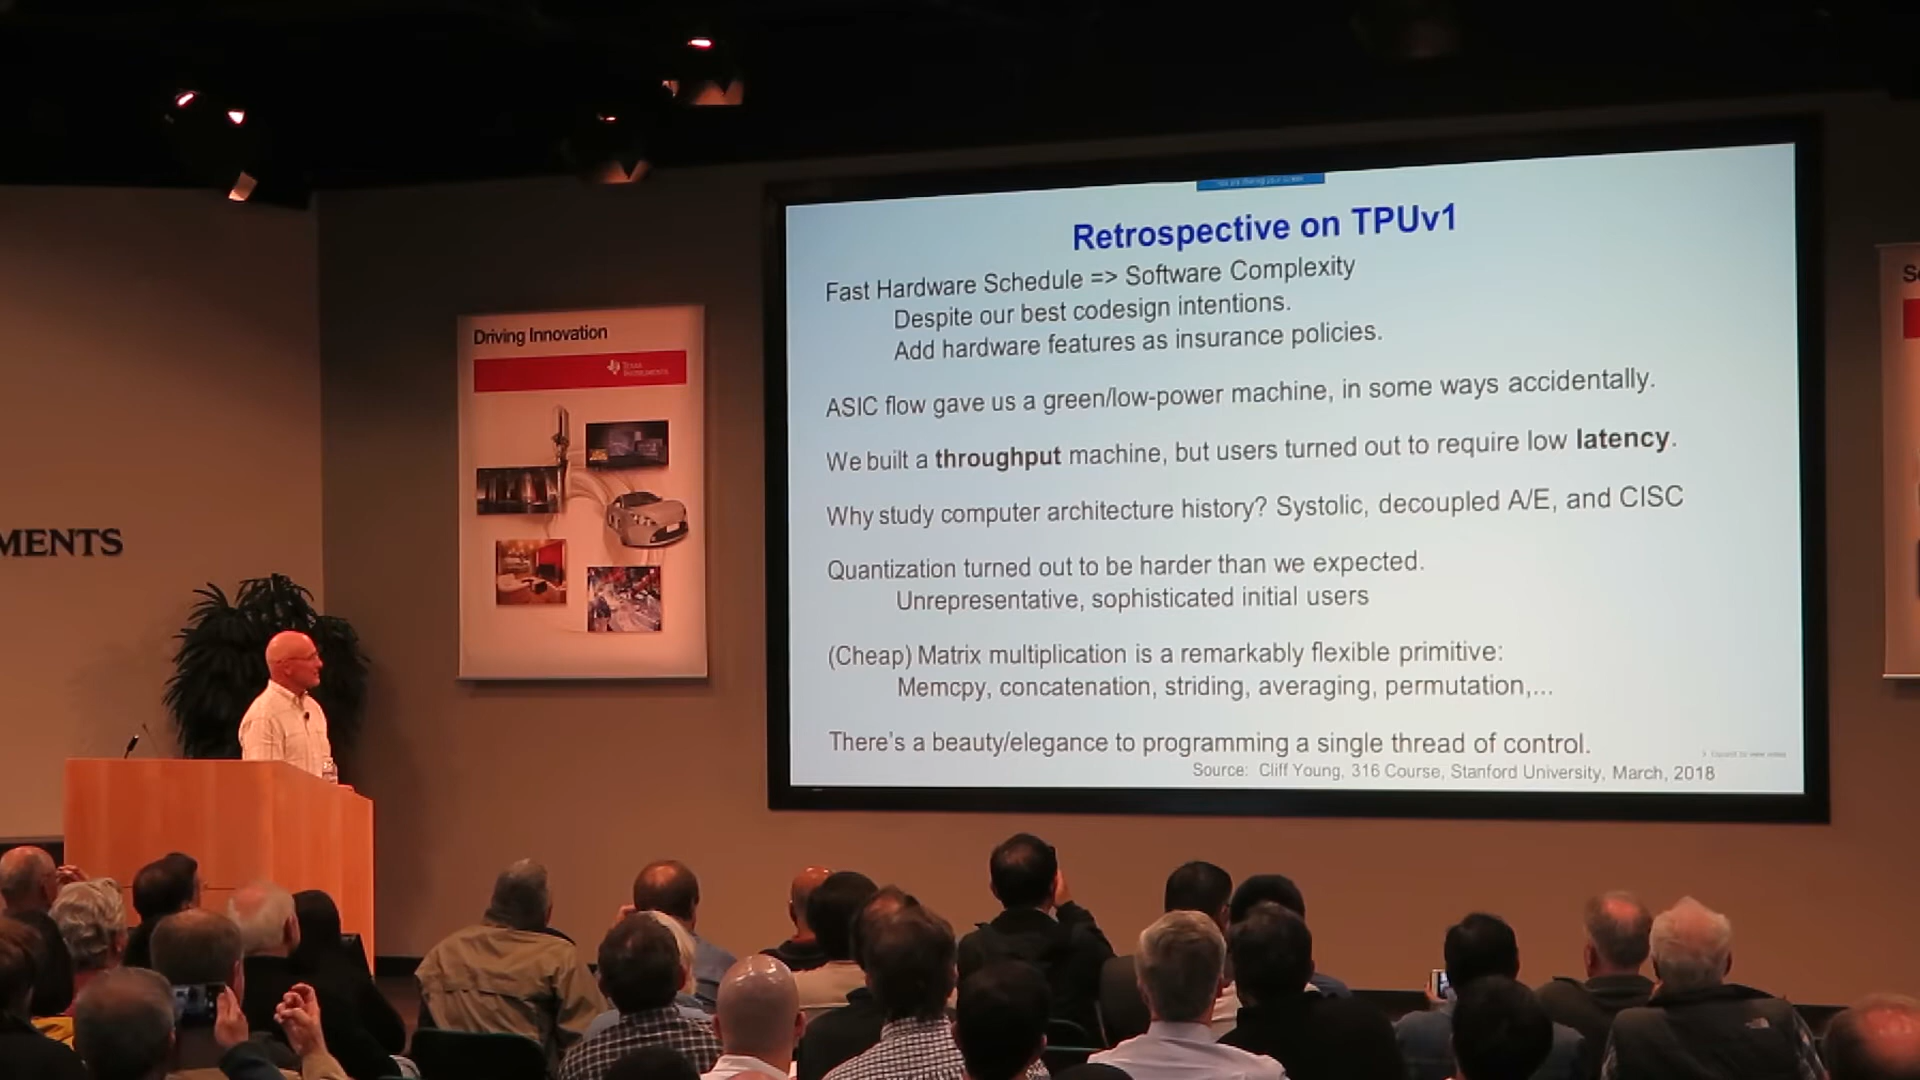 Retrospective on TPUv1
Fast Hardware Schedule => Software Complexity
Despite our best codesign intentions.
Add hardware features as insurance policies.
ASIC flow gave us a green/low-power machine, in some ways accidentally.
We built a throughput machine, but users turned out to require low latency.
Why study computer architecture history? Systolic, decoupled A/E, and CISC
Quantization turned out to be harder than we expected.
Unrepresentative, sophisticated initial users
(Cheap) Matrix multiplication is a remarkably flexible primitive:
Memcpy, concatenation, striding, averaging, permutation,...
There's a beauty/elegance to programming a single thread of control.
Source: Cliff Young, 316 Course, Stanford University, March, 2018
Driving Innovation
TEXAS
INSTRUMENTS
MENTS